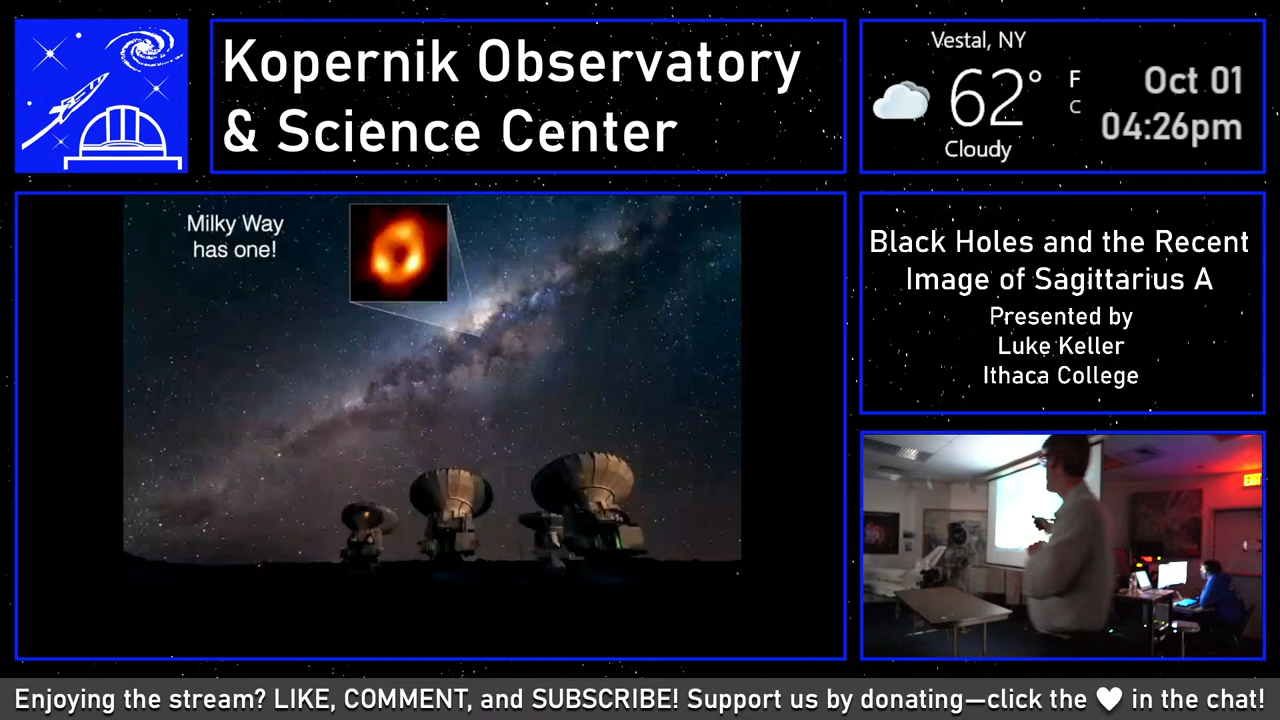 Kopernik Observatory
& Science Center
Vestal, NY
62° F
C
Cloudy
Oct 01
04:26pm
Milky Way
has one!
Black Holes and the Recent
Image of Sagittarius A
Presented by
Luke Keller
Ithaca College
Enjoying the stream? LIKE, COMMENT, and SUBSCRIBE! Support us by donating—click the ♥ in the chat!